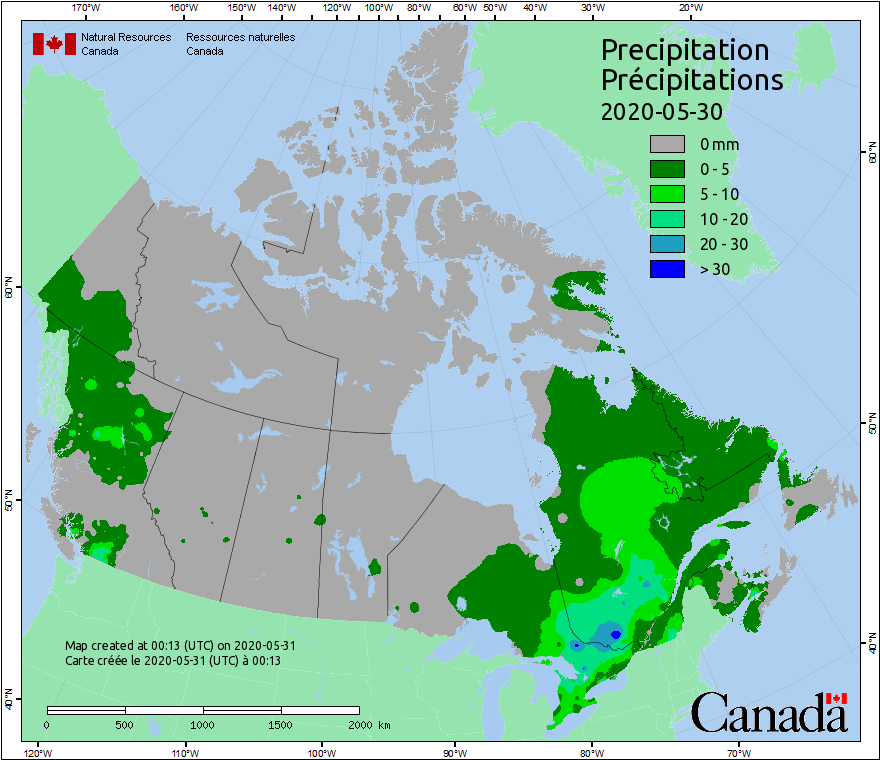 170°W 160°W 150°W 140°W 130°W 120°W 110°W 100°W 90°W 80°W 60°W 50°W 40°W 30°W 20°W
Natural Resources Ressources naturelles
Canada Canada
Precipitation
Précipitations
2020-05-30
0 mm
0 - 5
5 - 10
10 - 20
20 - 30
> 30
60°N
60°N
50°N
50°N
40°N
40°N
Map created at 00:13 (UTC) on 2020-05-31
Carte créée le 2020-05-31 (UTC) à 00:13
0 500 1000 1500 2000 km
Canada
120°W 110°W 100°W 90°W 80°W 70°W